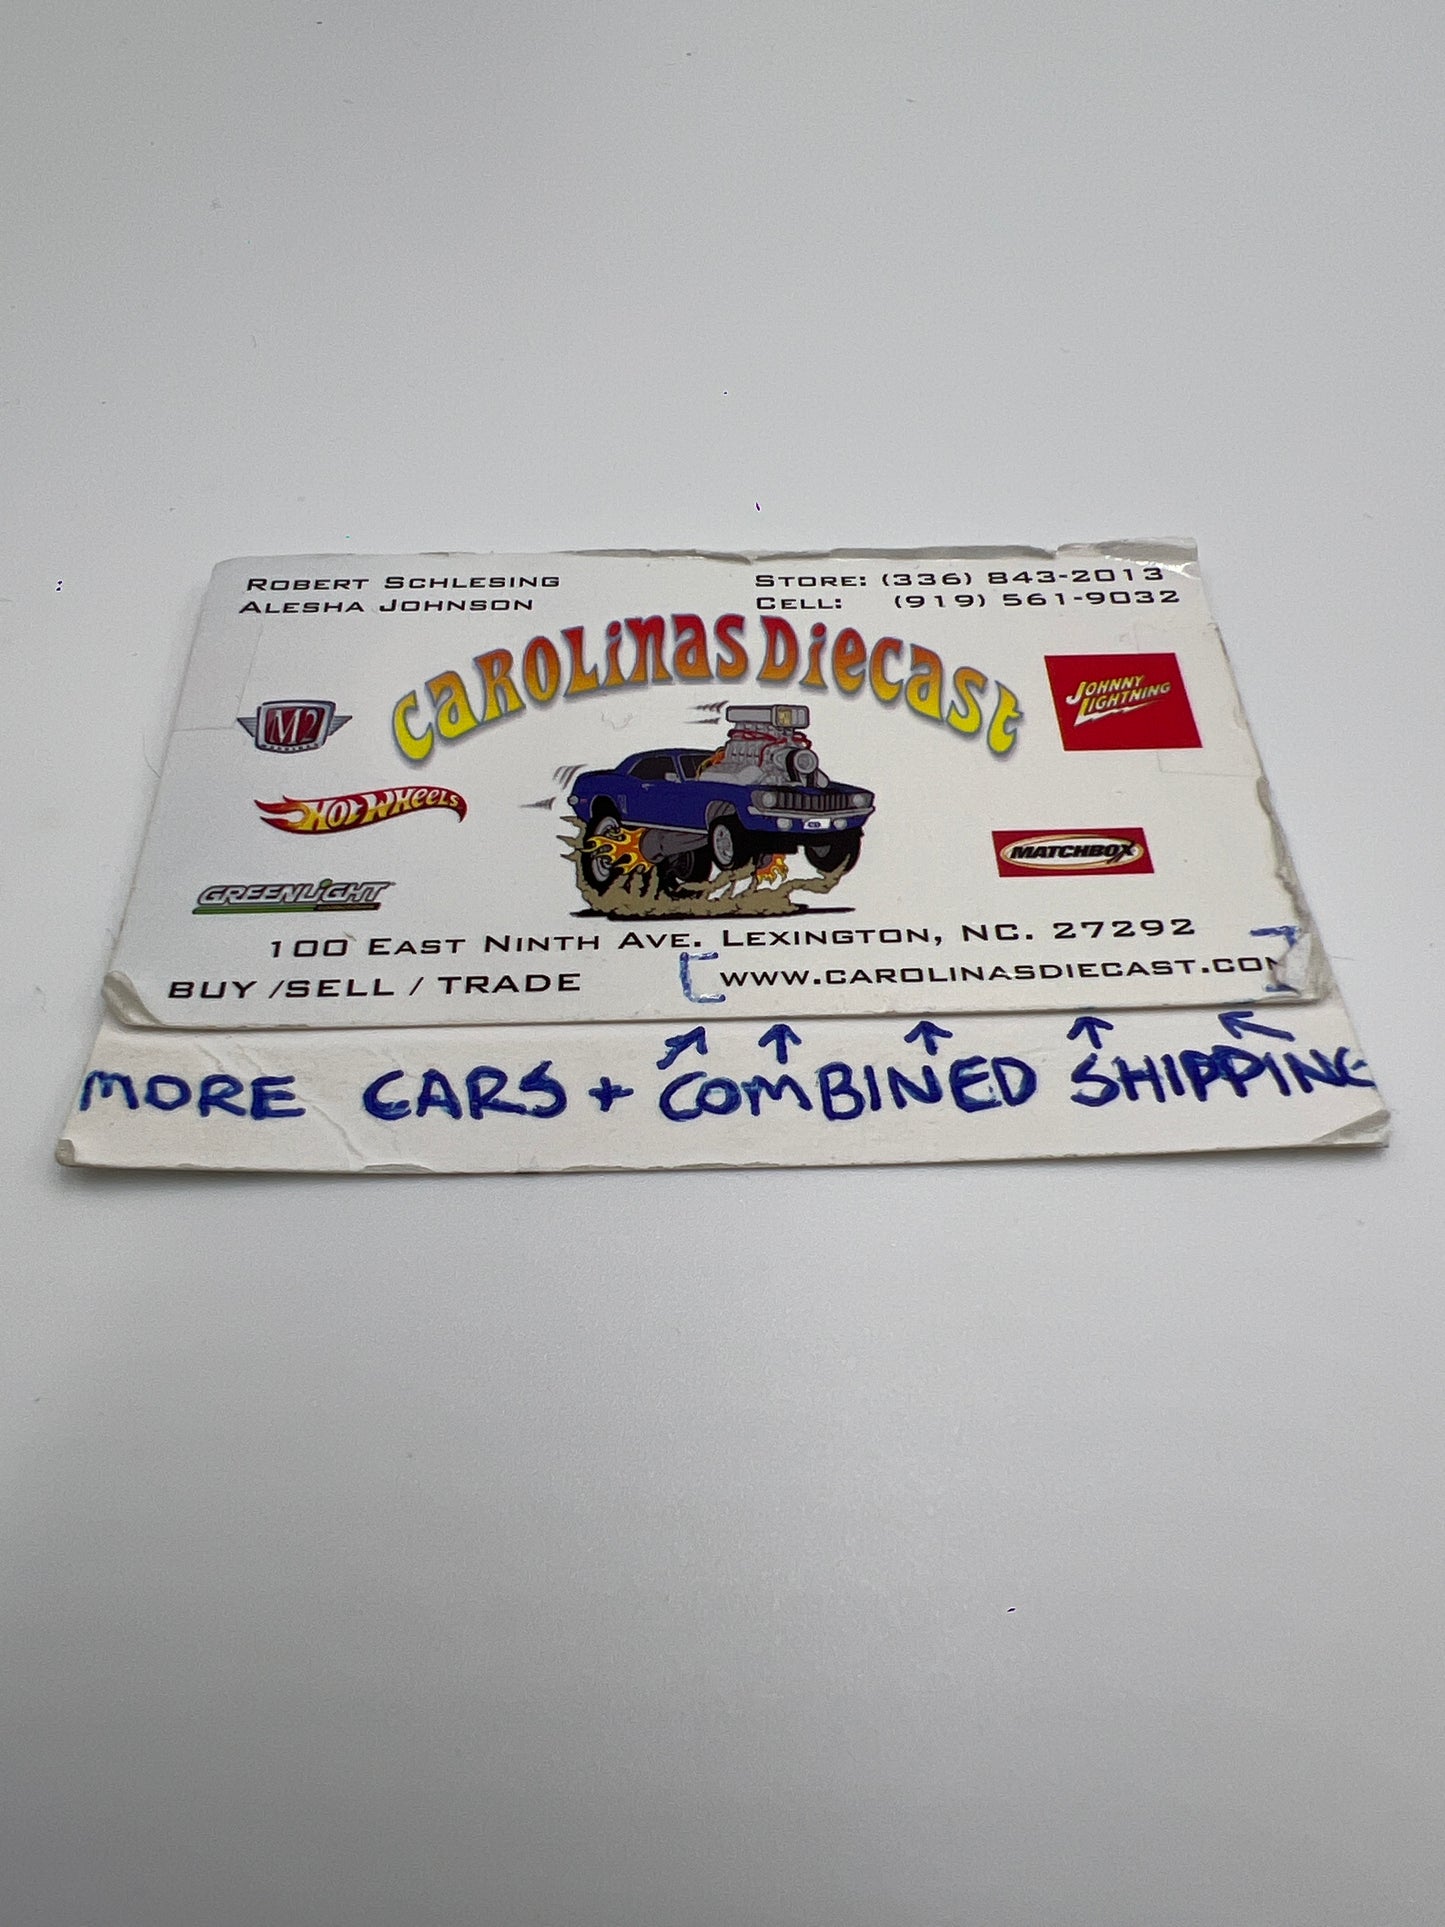 ROBERT SCHLESING
ALESHA JOHNSON
STORE: (336) 843-2013
CELL: (919) 561-9032
CAROLINAS DIECAST
M2
JOHNNY
LIGHTNING
HOT WHEELS
MATCHBOX
GREENLIGHT
100 EAST NINTH AVE. LEXINGTON, NC. 27292
BUY /SELL / TRADE
[WWW.CAROLINASDIECAST.COM]
MORE CARS + COMBINED SHIPPING